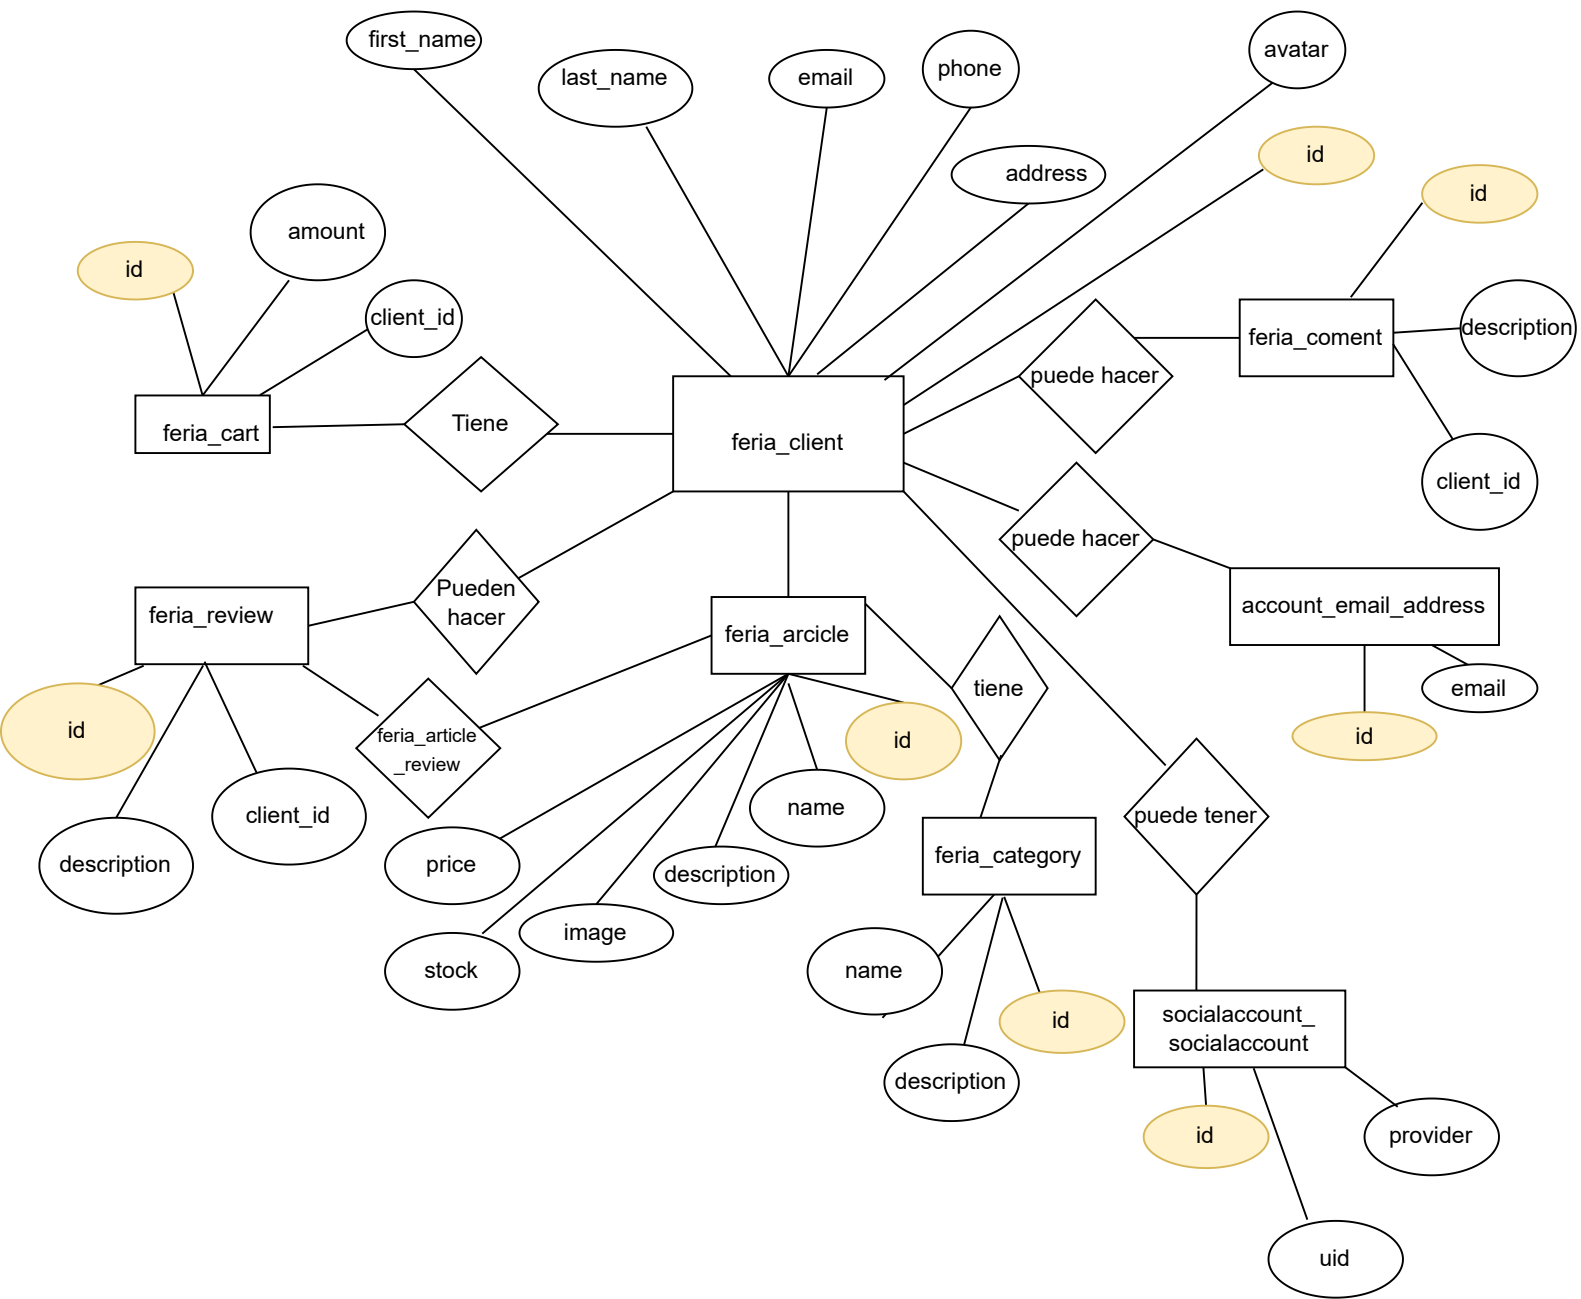 first_name
last_name
email
phone
avatar
address
id
id
amount
id
client_id
description
feria_coment
puede hacer
Tiene
feria_cart
feria_client
client_id
puede hacer
Pueden
hacer
account_email_address
feria_review
feria_arcicle
tiene
email
id
id
feria_article
_review
id
name
client_id
puede tener
description
price
description
feria_category
image
stock
name
id
socialaccount_
socialaccount
description
id
provider
uid